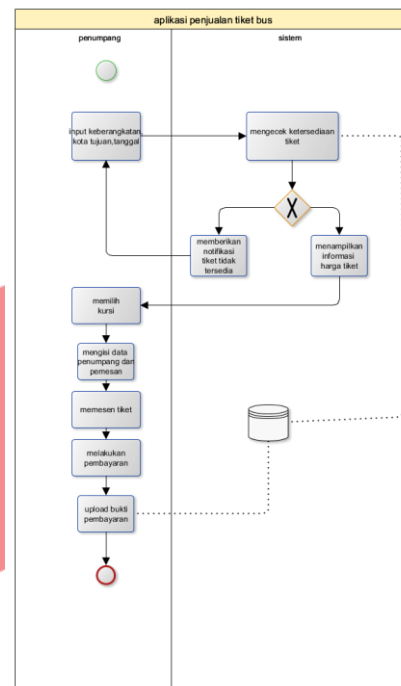 aplikasi penjualan tiket bus
penumpang
sistem
input keberangkatan,
kota tujuan,tanggal
mengecek ketersediaan
tiket
X
memberikan
notifikasi
tiket tidak
tersedia
menampilkan
informasi
harga tiket
memilih
kursi
mengisi data
penumpang dan
pemesan
memesen tiket
melakukan
pembayaran
upload bukti
pembayaran